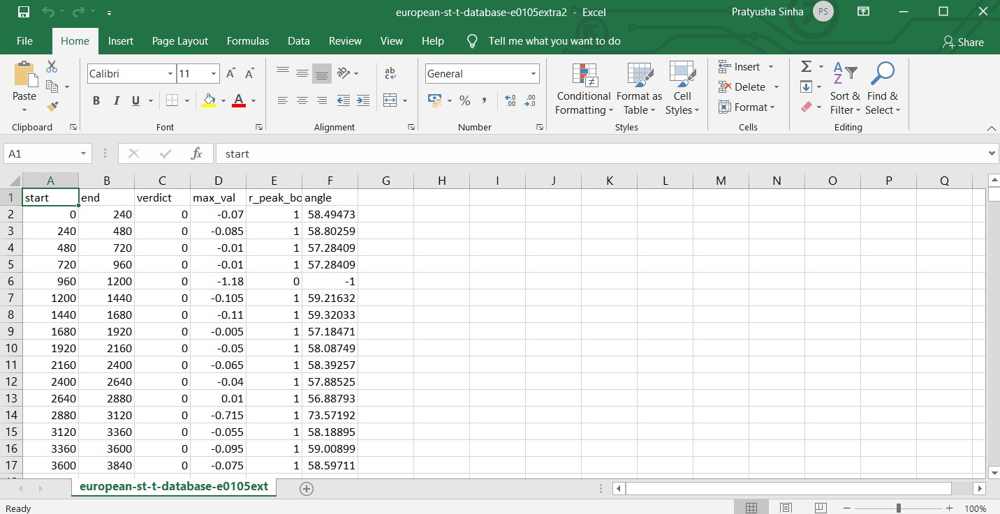 european-st-t-database-e0105extra2 - Excel
Pratyusha Sinha PS
File Home Insert Page Layout Formulas Data Review View Help Tell me what you want to do Share
Paste
Calibri 11
B I U
ab
General
% ,
Conditional Formatting
Format as Table
Cell Styles
Insert
Delete
Format
Sort & Filter
Find & Select
Clipboard Font Alignment Number Styles Cells Editing
A1 fx start
A B C D E F G H I J K L M N O P Q
1 start end verdict max_val r_peak_bo angle
2 0 240 0 -0.07 1 58.49473
3 240 480 0 -0.085 1 58.80259
4 480 720 0 -0.01 1 57.28409
5 720 960 0 -0.01 1 57.28409
6 960 1200 0 -1.18 0 -1
7 1200 1440 0 -0.105 1 59.21632
8 1440 1680 0 -0.11 1 59.32033
9 1680 1920 0 -0.005 1 57.18471
10 1920 2160 0 -0.05 1 58.08749
11 2160 2400 0 -0.065 1 58.39257
12 2400 2640 0 -0.04 1 57.88525
13 2640 2880 0 0.01 1 56.88793
14 2880 3120 0 -0.715 1 73.57192
15 3120 3360 0 -0.055 1 58.18895
16 3360 3600 0 -0.095 1 59.00899
17 3600 3840 0 -0.075 1 58.59711
european-st-t-database-e0105ext
Ready 100%